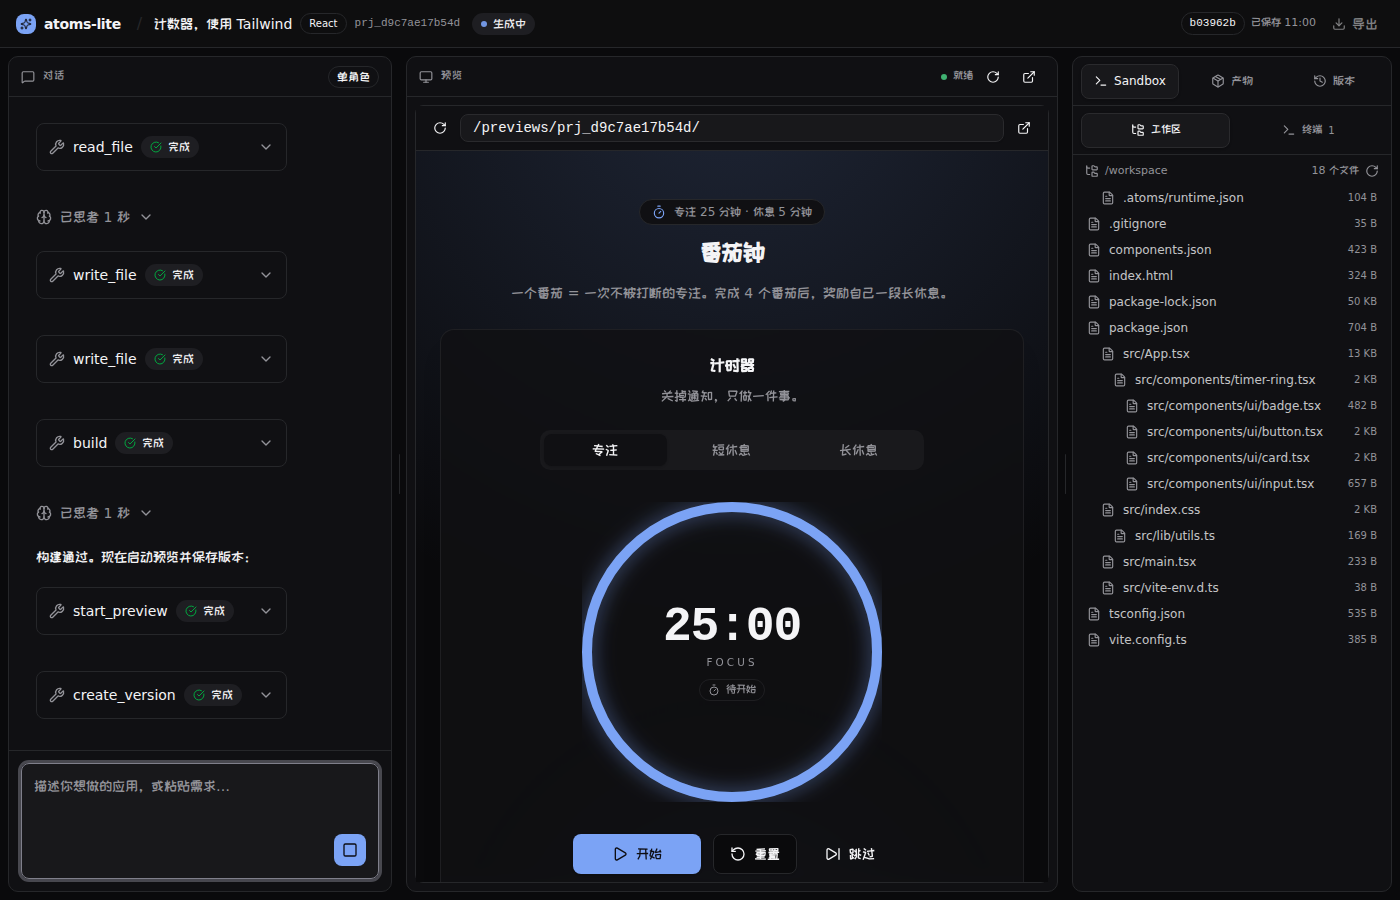 atoms-lite / 计数器，使用 Tailwind React prj_d9c7ae17b54d 生成中 b03962b 已保存 11:00 导出
对话 单角色
read_file 完成
已思考 1 秒
write_file 完成
write_file 完成
build 完成
已思考 1 秒
构建通过。现在启动预览并保存版本：
start_preview 完成
create_version 完成
描述你想做的应用，或粘贴需求...
预览 就绪
/previews/prj_d9c7ae17b54d/
专注 25 分钟 · 休息 5 分钟
番茄钟
一个番茄 = 一次不被打断的专注。完成 4 个番茄后，奖励自己一段长休息。
计时器
关掉通知，只做一件事。
专注 短休息 长休息
25:00
FOCUS
待开始
开始 重置 跳过
Sandbox 产物 版本
工作区 终端 1
/workspace 18 个文件
.atoms/runtime.json 104 B
.gitignore 35 B
components.json 423 B
index.html 324 B
package-lock.json 50 KB
package.json 704 B
src/App.tsx 13 KB
src/components/timer-ring.tsx 2 KB
src/components/ui/badge.tsx 482 B
src/components/ui/button.tsx 2 KB
src/components/ui/card.tsx 2 KB
src/components/ui/input.tsx 657 B
src/index.css 2 KB
src/lib/utils.ts 169 B
src/main.tsx 233 B
src/vite-env.d.ts 38 B
tsconfig.json 535 B
vite.config.ts 385 B